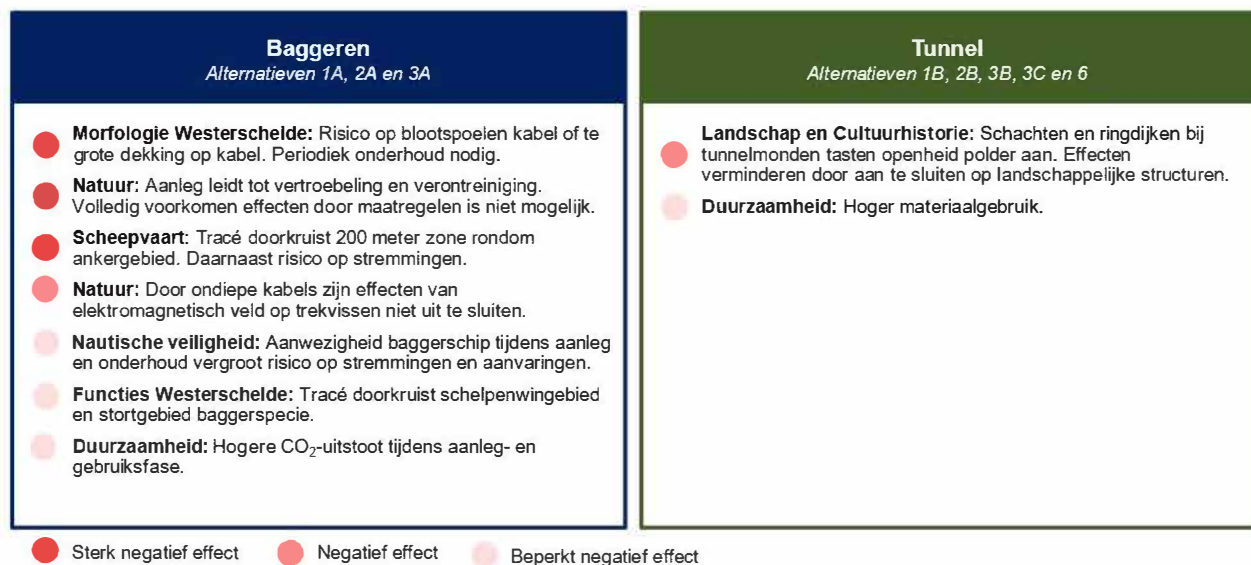 Baggeren
Alternatieven 1A, 2A en 3A
Morfologie Westerschelde: Risico op blootspoelen kabel of te
grote dekking op kabel. Periodiek onderhoud nodig.
Natuur: Aanleg leidt tot vertroebeling en verontreiniging.
Volledig voorkomen effecten door maatregelen is niet mogelijk.
Scheepvaart: Tracé doorkruist 200 meter zone rondom
ankergebied. Daarnaast risico op stremmingen.
Natuur: Door ondiepe kabels zijn effecten van
elektromagnetisch veld op trekvissen niet uit te sluiten.
Nautische veiligheid: Aanwezigheid baggerschip tijdens aanleg
en onderhoud vergroot risico op stremmingen en aanvaringen.
Functies Westerschelde: Tracé doorkruist schelpenwingebied
en stortgebied baggerspecie.
Duurzaamheid: Hogere CO₂-uitstoot tijdens aanleg- en
gebruiksfase.
Tunnel
Alternatieven 1B, 2B, 3B, 3C en 6
Landschap en Cultuurhistorie: Schachten en ringdijken bij
tunnelmonden tasten openheid polder aan. Effecten
verminderen door aan te sluiten op landschappelijke structuren.
Duurzaamheid: Hoger materiaalgebruik.
Sterk negatief effect
Negatief effect
Beperkt negatief effect